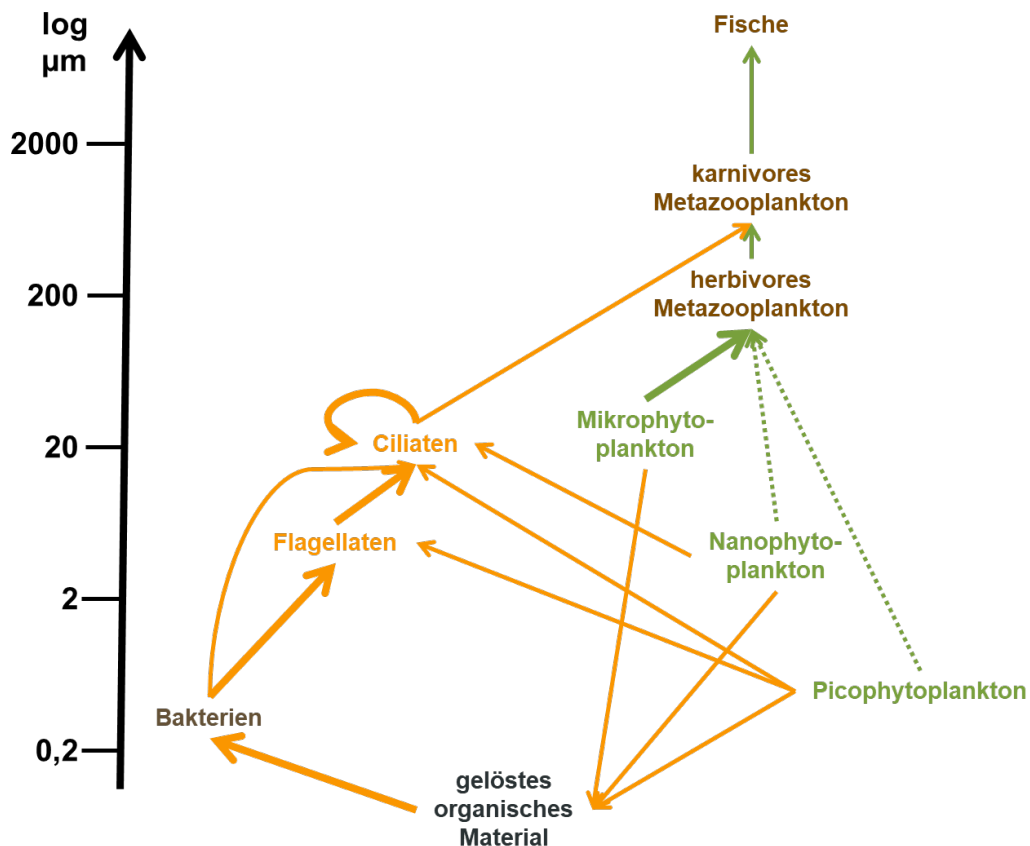 log
µm
Fische
2000
karnivores
Metazooplankton
200
herbivores
Metazooplankton
Mikrophyto-
plankton
20
Ciliaten
Flagellaten
Nanophyto-
plankton
2
Picophytoplankton
Bakterien
0,2
gelöstes
organisches
Material